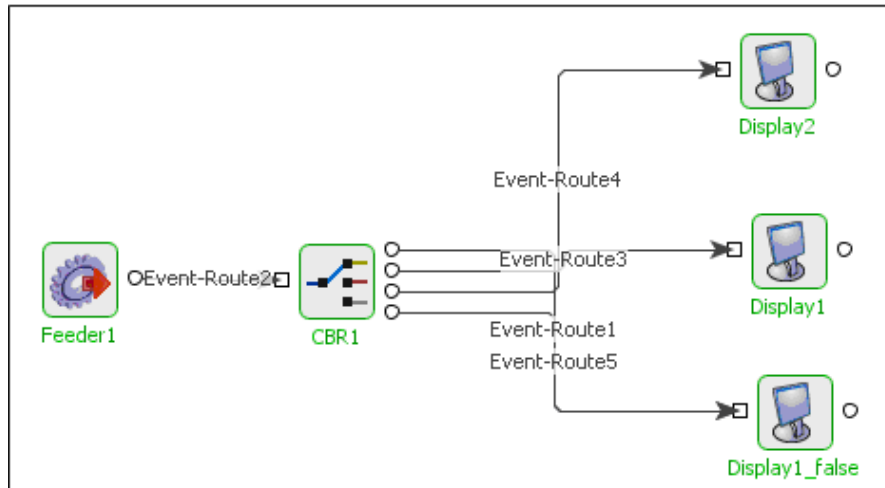 Display2
Event-Route4
Event-Route3
Event-Route2
Feeder1
CBR1
Display1
Event-Route1
Event-Route5
Display1_false